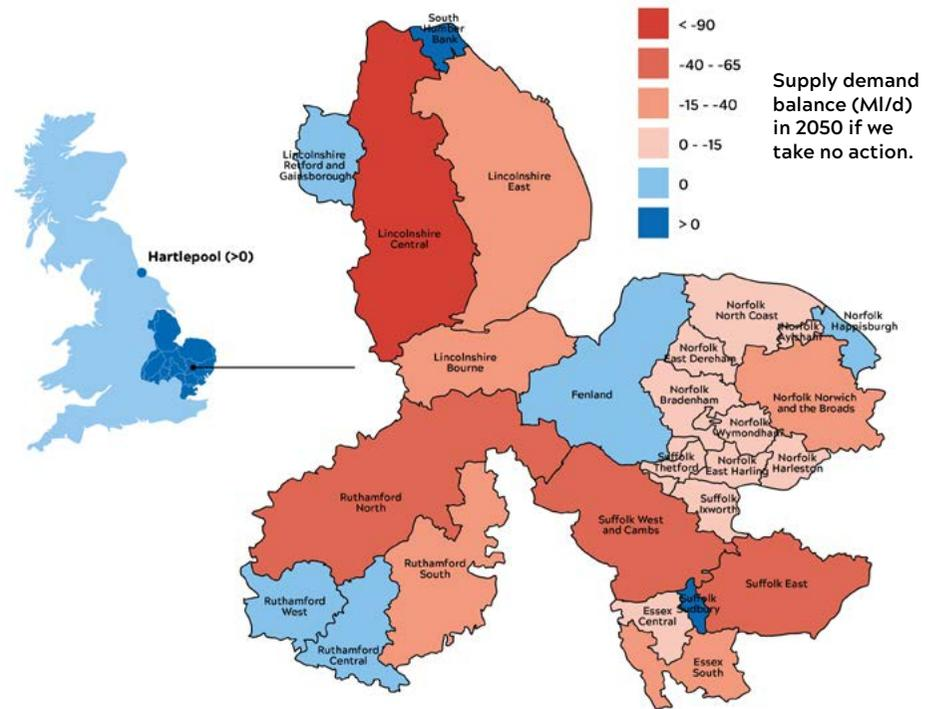 South
Humber
Bank
< -90
-40 - -65
-15 - -40
0 - -15
0
> 0
Supply demand
balance (Ml/d)
in 2050 if we
take no action.
Lincolnshire
Retford and
Gainsborough
Lincolnshire
East
Lincolnshire
Central
Hartlepool (>0)
Norfolk
North Coast
Norfolk
Happisburgh
Norfolk
Aylsham
Norfolk
East Dereham
Lincolnshire
Bourne
Fenland
Norfolk
Bradenham
Norfolk Norwich
and the Broads
Norfolk
Wymondham
Suffolk
Thetford
Norfolk
East Harling
Norfolk
Harleston
Ruthamford
North
Suffolk
Ixworth
Suffolk West
and Cambs
Ruthamford
South
Suffolk East
Ruthamford
West
Suffolk
Sudbury
Essex
Central
Ruthamford
Central
Essex
South